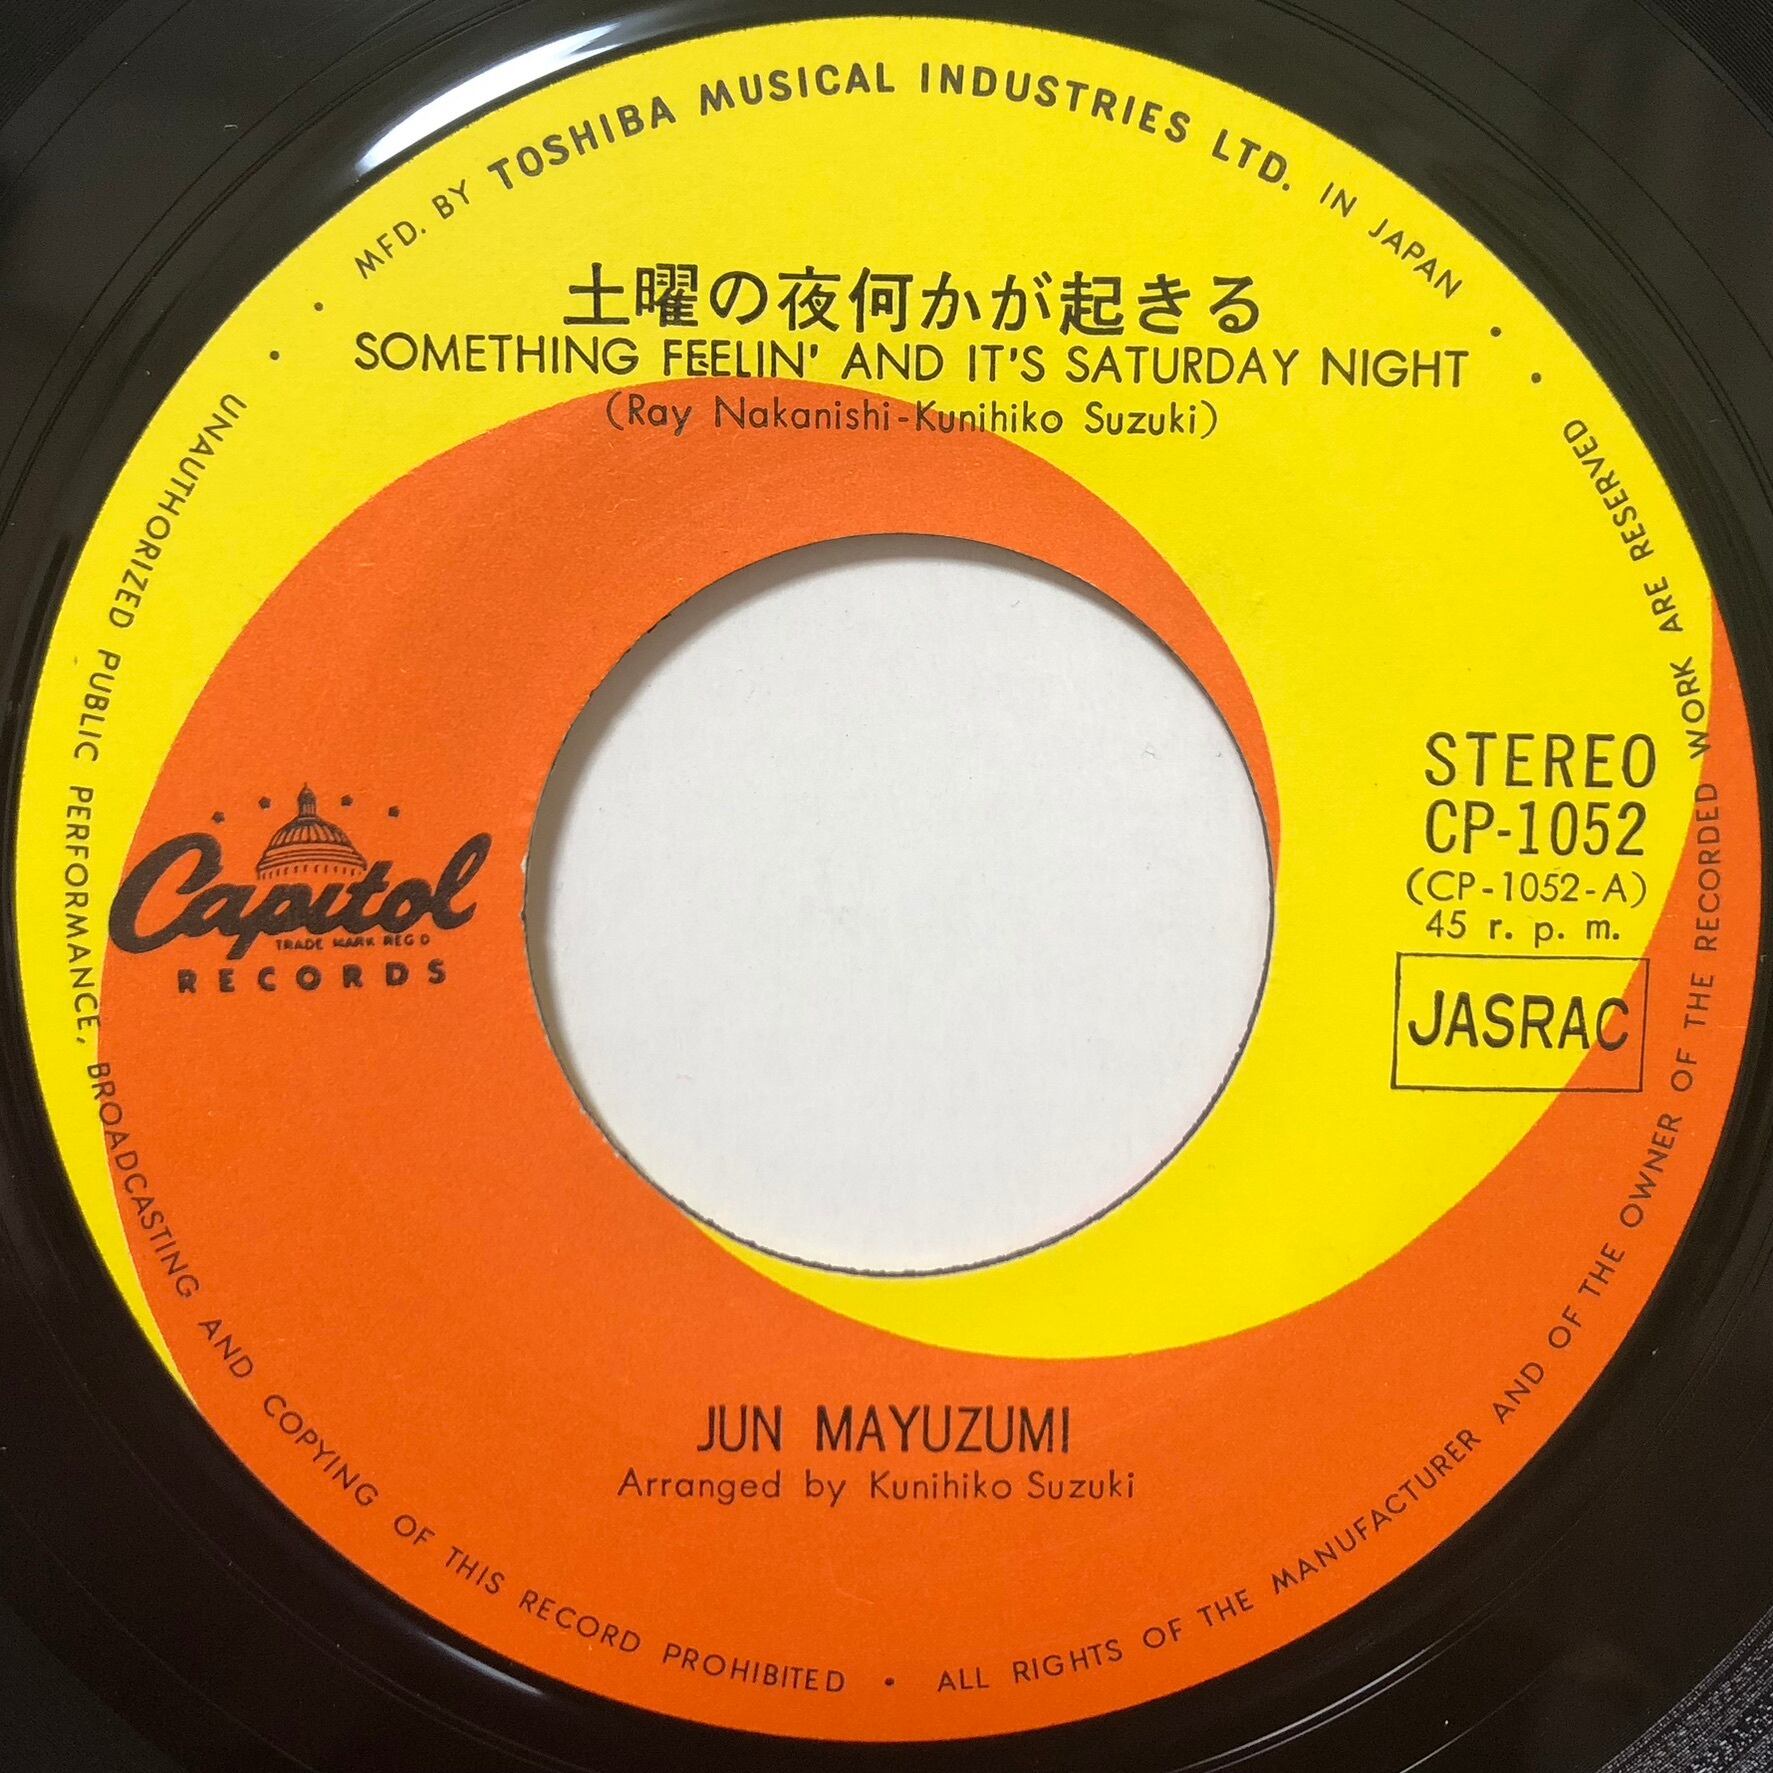 • MFD. BY TOSHIBA MUSICAL INDUSTRIES LTD. IN JAPAN •
土曜の夜何かが起きる
SOMETHING FEELIN' AND IT'S SATURDAY NIGHT
(Ray Nakanishi-Kunihiko Suzuki)
Capitol
TRADE MARK REG'D
RECORDS
STEREO
CP-1052
(CP-1052-A)
45 r. p. m.
JASRAC
JUN MAYUZUMI
Arranged by Kunihiko Suzuki
• UNAUTHORIZED PUBLIC PERFORMANCE, BROADCASTING AND COPYING OF THIS RECORD PROHIBITED • ALL RIGHTS OF THE MANUFACTURER AND OF THE OWNER OF THE RECORDED WORK ARE RESERVED •